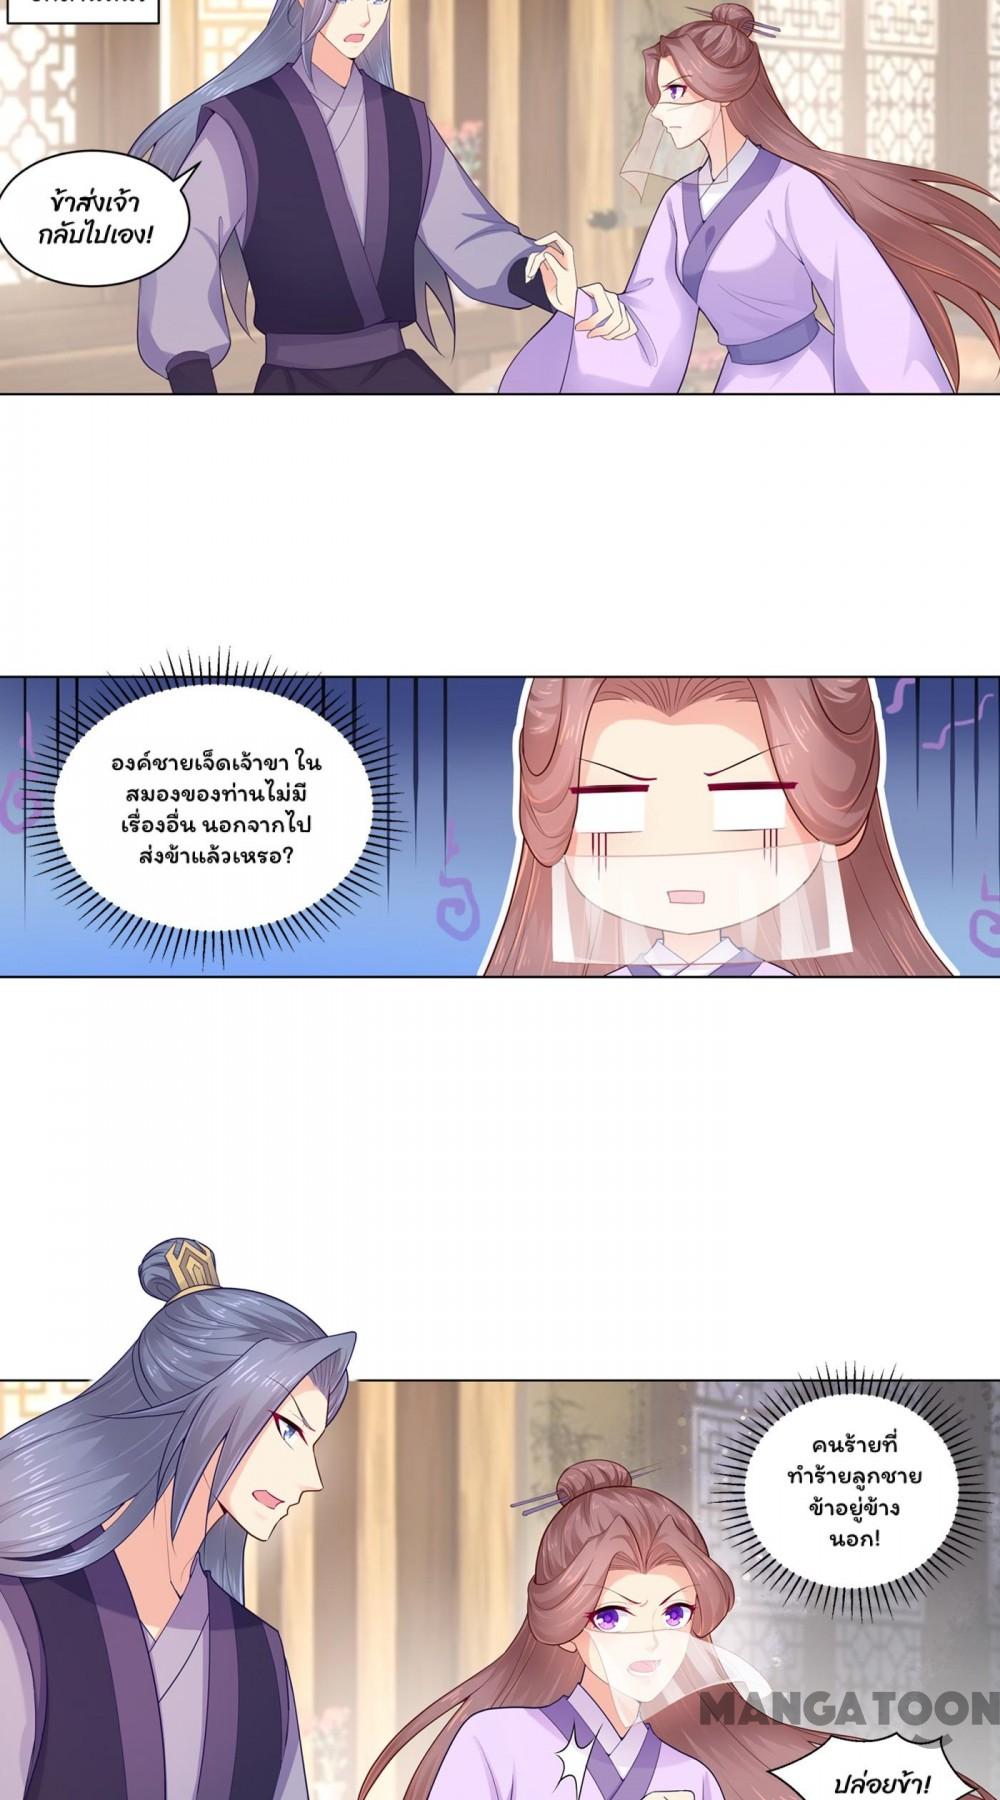 ข้าส่งเจ้า
กลับไปเอง!
องค์ชายเจ็ดเจ้าขา ใน
สมองของท่านไม่มี
เรื่องอื่น นอกจากไป
ส่งข้าแล้วเหรอ?
คนร้ายที่
ทำร้ายลูกชาย
ข้าอยู่ข้าง
นอก!
MANGATOON
ปล่อยข้า!